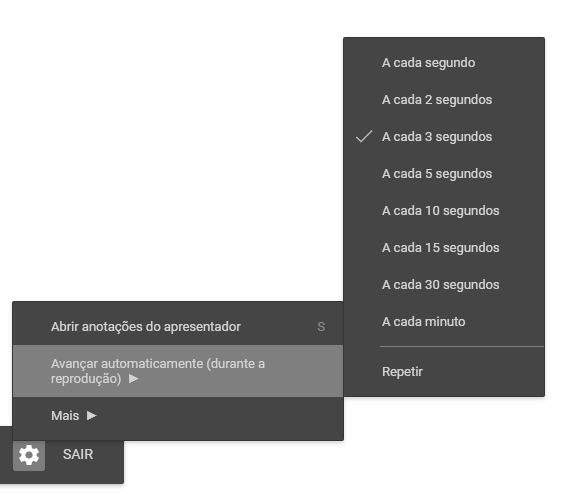 A cada segundo
A cada 2 segundos
A cada 3 segundos
A cada 5 segundos
A cada 10 segundos
A cada 15 segundos
A cada 30 segundos
A cada minuto
Repetir
Abrir anotações do apresentador S
Avançar automaticamente (durante a
reprodução) ►
Mais ►
SAIR